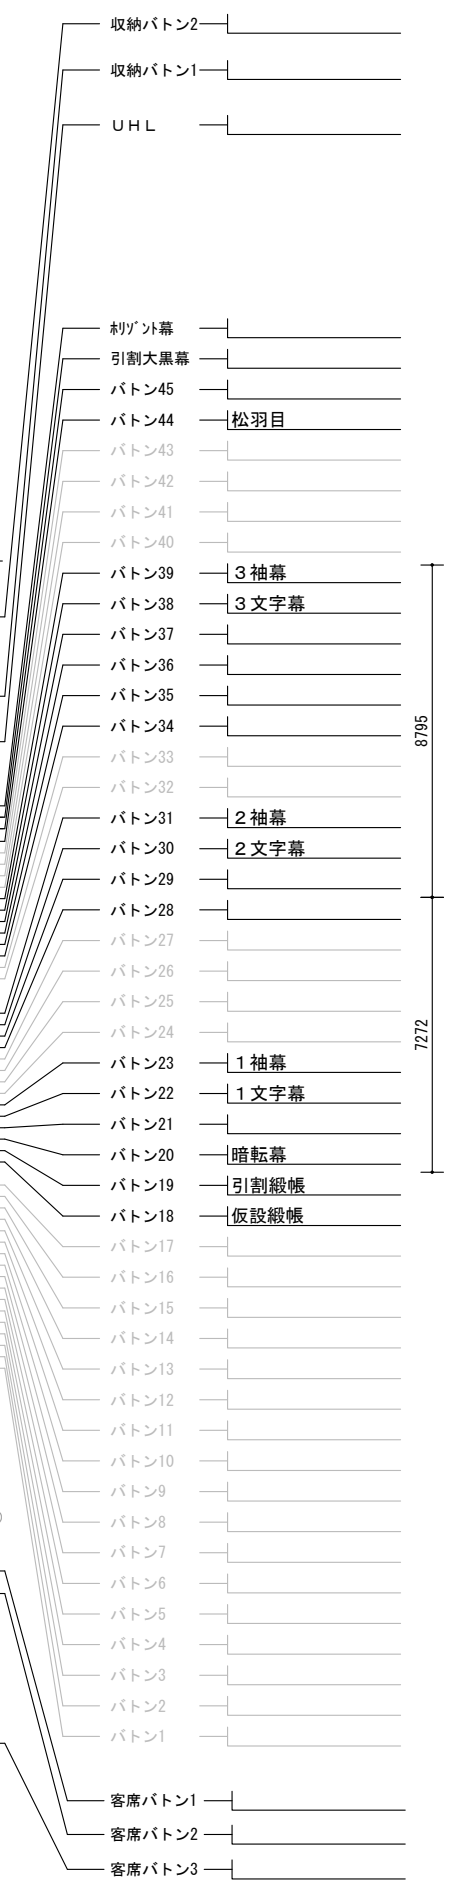 収納バトン2
収納バトン1
ＵＨＬ
ﾎﾘｿﾞﾝﾄ幕
引割大黒幕
バトン45
バトン44 松羽目
バトン43
バトン42
バトン41
バトン40
バトン39 ３袖幕
バトン38 ３文字幕
バトン37
バトン36
バトン35
バトン34
8795
バトン33
バトン32
バトン31 ２袖幕
バトン30 ２文字幕
バトン29
バトン28
バトン27
バトン26
バトン25
バトン24
7272
バトン23 １袖幕
バトン22 １文字幕
バトン21
バトン20 暗転幕
バトン19 引割緞帳
バトン18 仮設緞帳
バトン17
バトン16
バトン15
バトン14
バトン13
バトン12
バトン11
バトン10
バトン9
バトン8
バトン7
バトン6
バトン5
バトン4
バトン3
バトン2
バトン1
客席バトン1
客席バトン2
客席バトン3